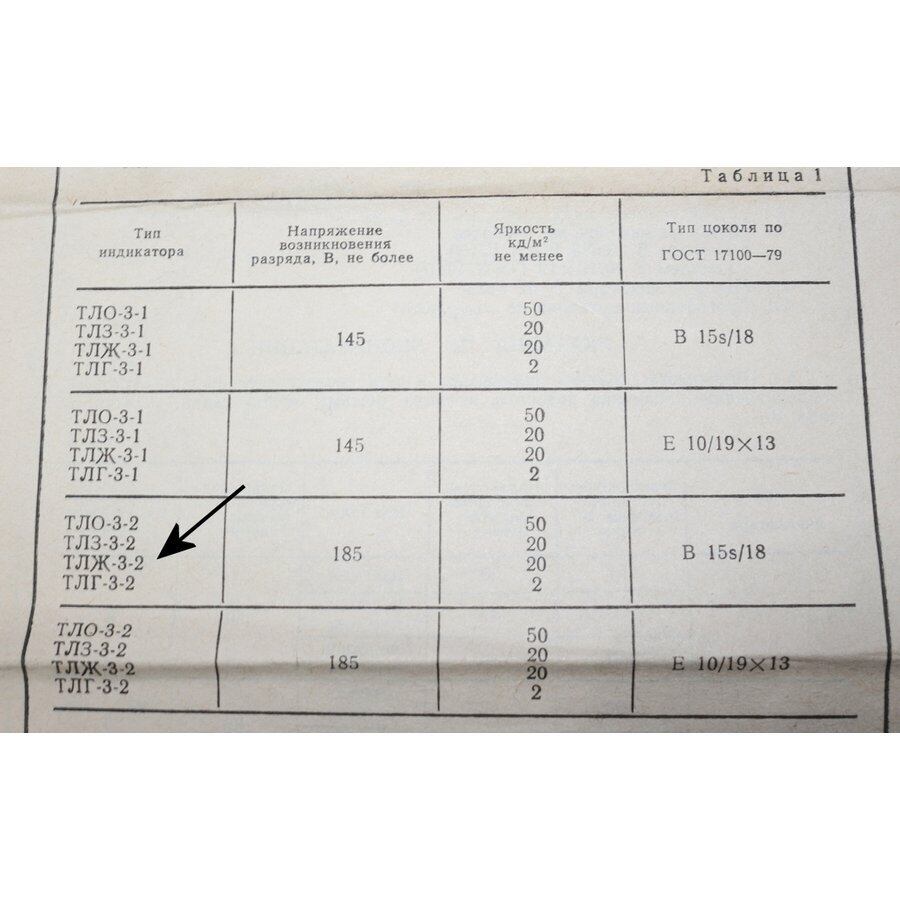 Таблица 1
Тип индикатора
Напряжение возникновения разряда, В, не более
Яркость кд/м² не менее
Тип цоколя по ГОСТ 17100—79
ТЛО-3-1 50
ТЛЗ-3-1 20
145 В 15s/18
ТЛЖ-3-1 20
ТЛГ-3-1 2
ТЛО-3-1 50
ТЛЗ-3-1 20
145 Е 10/19×13
ТЛЖ-3-1 20
ТЛГ-3-1 2
ТЛО-3-2 50
ТЛЗ-3-2 20
185 В 15s/18
ТЛЖ-3-2 20
ТЛГ-3-2 2
ТЛО-3-2 50
ТЛЗ-3-2 20
185 Е 10/19×13
ТЛЖ-3-2 20
ТЛГ-3-2 2